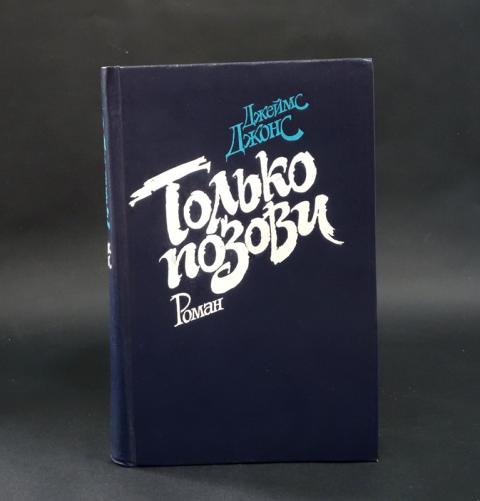 Джеймс
Джонс
Только
позови
Роман